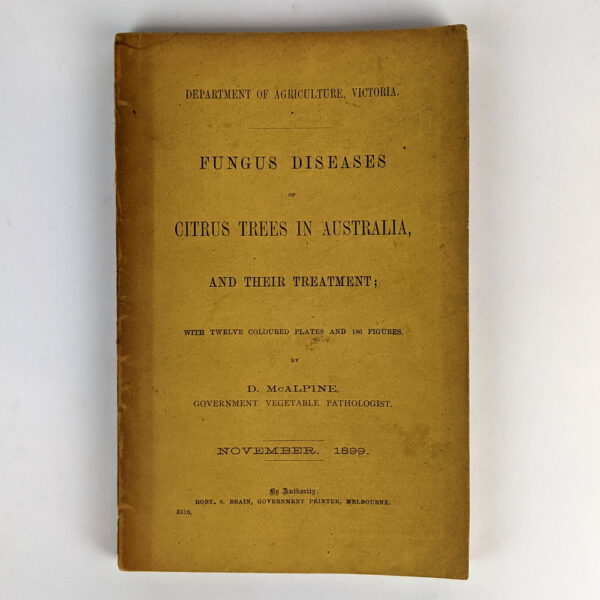 DEPARTMENT OF AGRICULTURE, VICTORIA.
FUNGUS DISEASES
OF
CITRUS TREES IN AUSTRALIA,
AND THEIR TREATMENT;
WITH TWELVE COLOURED PLATES AND 186 FIGURES.
BY
D. McALPINE,
GOVERNMENT VEGETABLE PATHOLOGIST.
NOVEMBER. 1899.
By Authority:
ROBT. S. BRAIN, GOVERNMENT PRINTER, MELBOURNE.